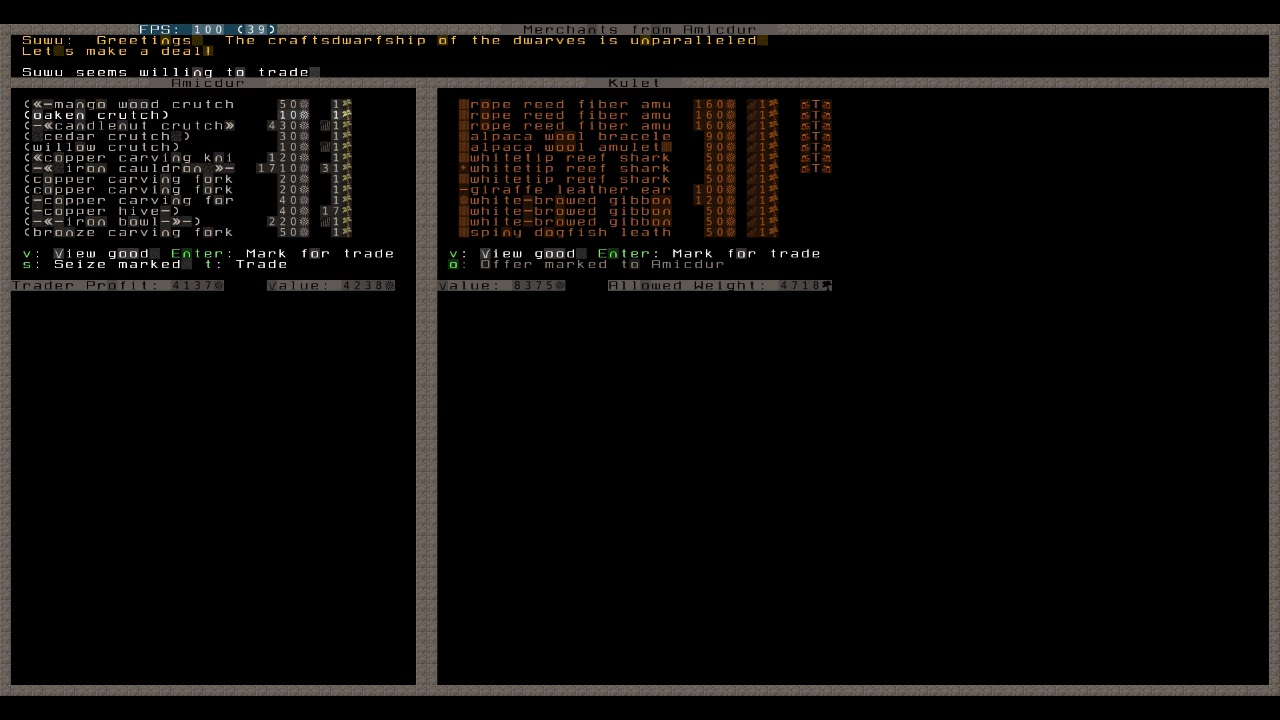 FPS: 100 (39)
Merchants from Amicdur
Suwu: Greetings. The craftsdwarfship of the dwarves is unparalleled.
Let's make a deal!
Suwu seems willing to trade.
Amicdur
Kulet
(«-mango wood crutch 50☼ 1
(oaken crutch) 10☼ 1
-«candlenut crutch» 430☼ 1
cedar crutch ) 30☼ 1
(willow crutch) 10☼ 1
«copper carving kni 120☼ 1
-« iron cauldron »- 1710☼ 31
(copper carving fork 20☼ 1
(copper carving fork 20☼ 1
(-copper carving for 40☼ 1
(-copper hive-) 40☼ 17
(-«-iron bowl-»-) 220☼ 1
(bronze carving fork 50☼ 1
rope reed fiber amu 160☼ 1 T
rope reed fiber amu 160☼ 1 T
rope reed fiber amu 160☼ 1 T
alpaca wool bracele 90☼ 1 T
alpaca wool amulet 90☼ 1 T
whitetip reef shark 50☼ 1 T
whitetip reef shark 40☼ 1 T
whitetip reef shark 50☼ 1
-giraffe leather ear 100☼ 1
white-browed gibbon 120☼ 1
white-browed gibbon 50☼ 1
white-browed gibbon 50☼ 1
spiny dogfish leath 50☼ 1
v: View good, Enter: Mark for trade
s: Seize marked, t: Trade
v: View good, Enter: Mark for trade
o: Offer marked to Amicdur
Trader Profit: 4137☼ Value: 4238☼
Value: 8375☼ Allowed Weight: 4718